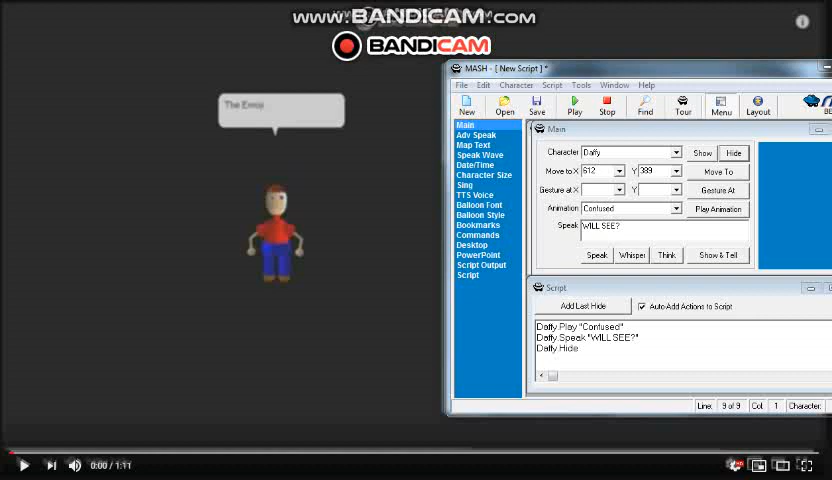 www.BANDICAM.com
BANDICAM
MASH - [ New Script ] *
File Edit Character Script Tools Window Help
New Open Save Play Stop Find Tour Menu Layout
Main
Adv Speak
Map Text
Speak Wave
Date/Time
Character Size
Sing
TTS Voice
Balloon Font
Balloon Style
Bookmarks
Commands
Desktop
PowerPoint
Script Output
Script
Main
Character Daffy Show Hide
Move to X 612 Y 389 Move To
Gesture at X Y Gesture At
Animation Confused Play Animation
Speak WILL SEE?
Speak Whisper Think Show & Tell
Script
Add Last Hide Auto-Add Actions to Script
Daffy.Play "Confused"
Daffy.Speak "WILL SEE?"
Daffy.Hide
Line: 9 of 9 Col: 1 Character:
The Emoji
0:00 / 1:11